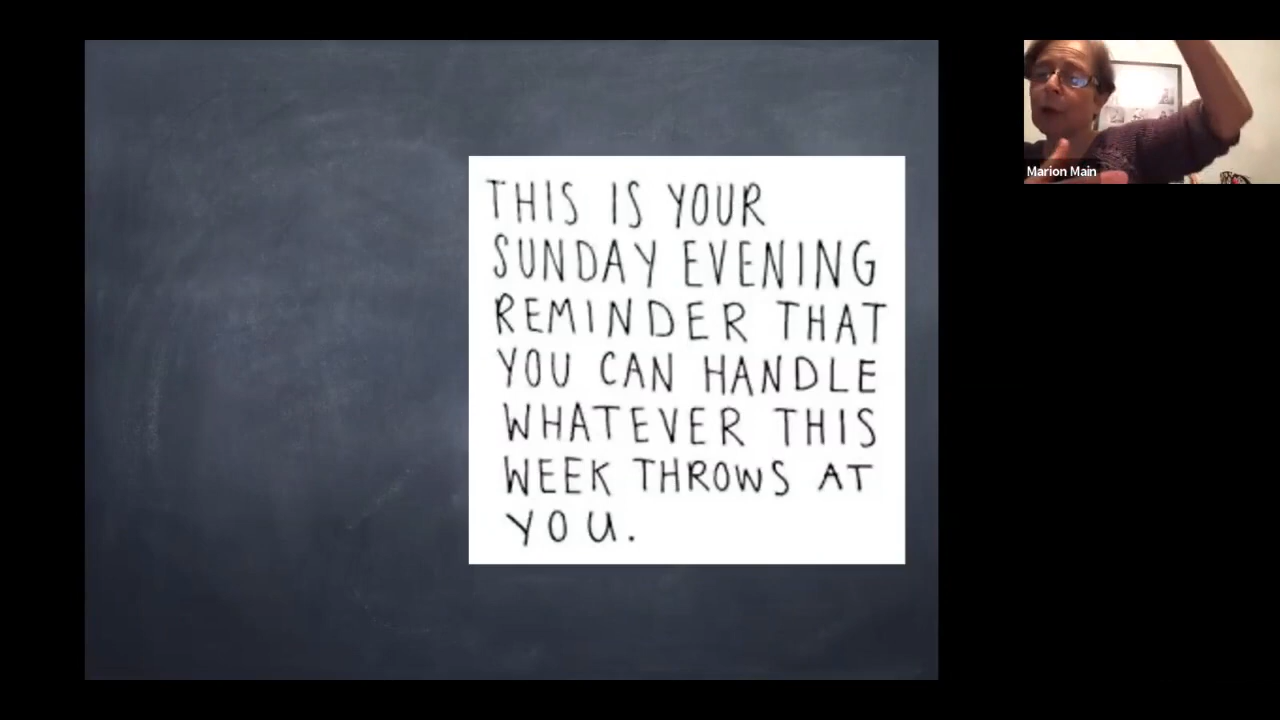 THIS IS YOUR
SUNDAY EVENING
REMINDER THAT
YOU CAN HANDLE
WHATEVER THIS
WEEK THROWS AT
YOU.
Marion Main